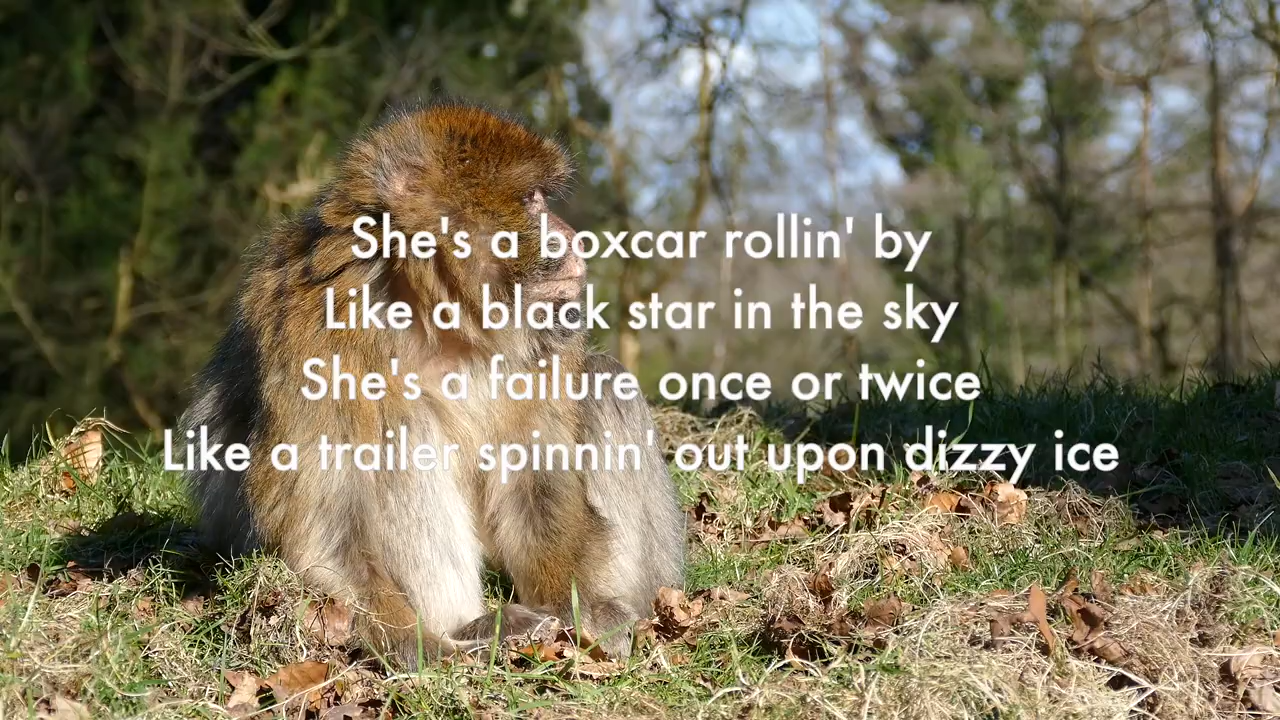 She's a boxcar rollin' by
Like a black star in the sky
She's a failure once or twice
Like a trailer spinnin' out upon dizzy ice